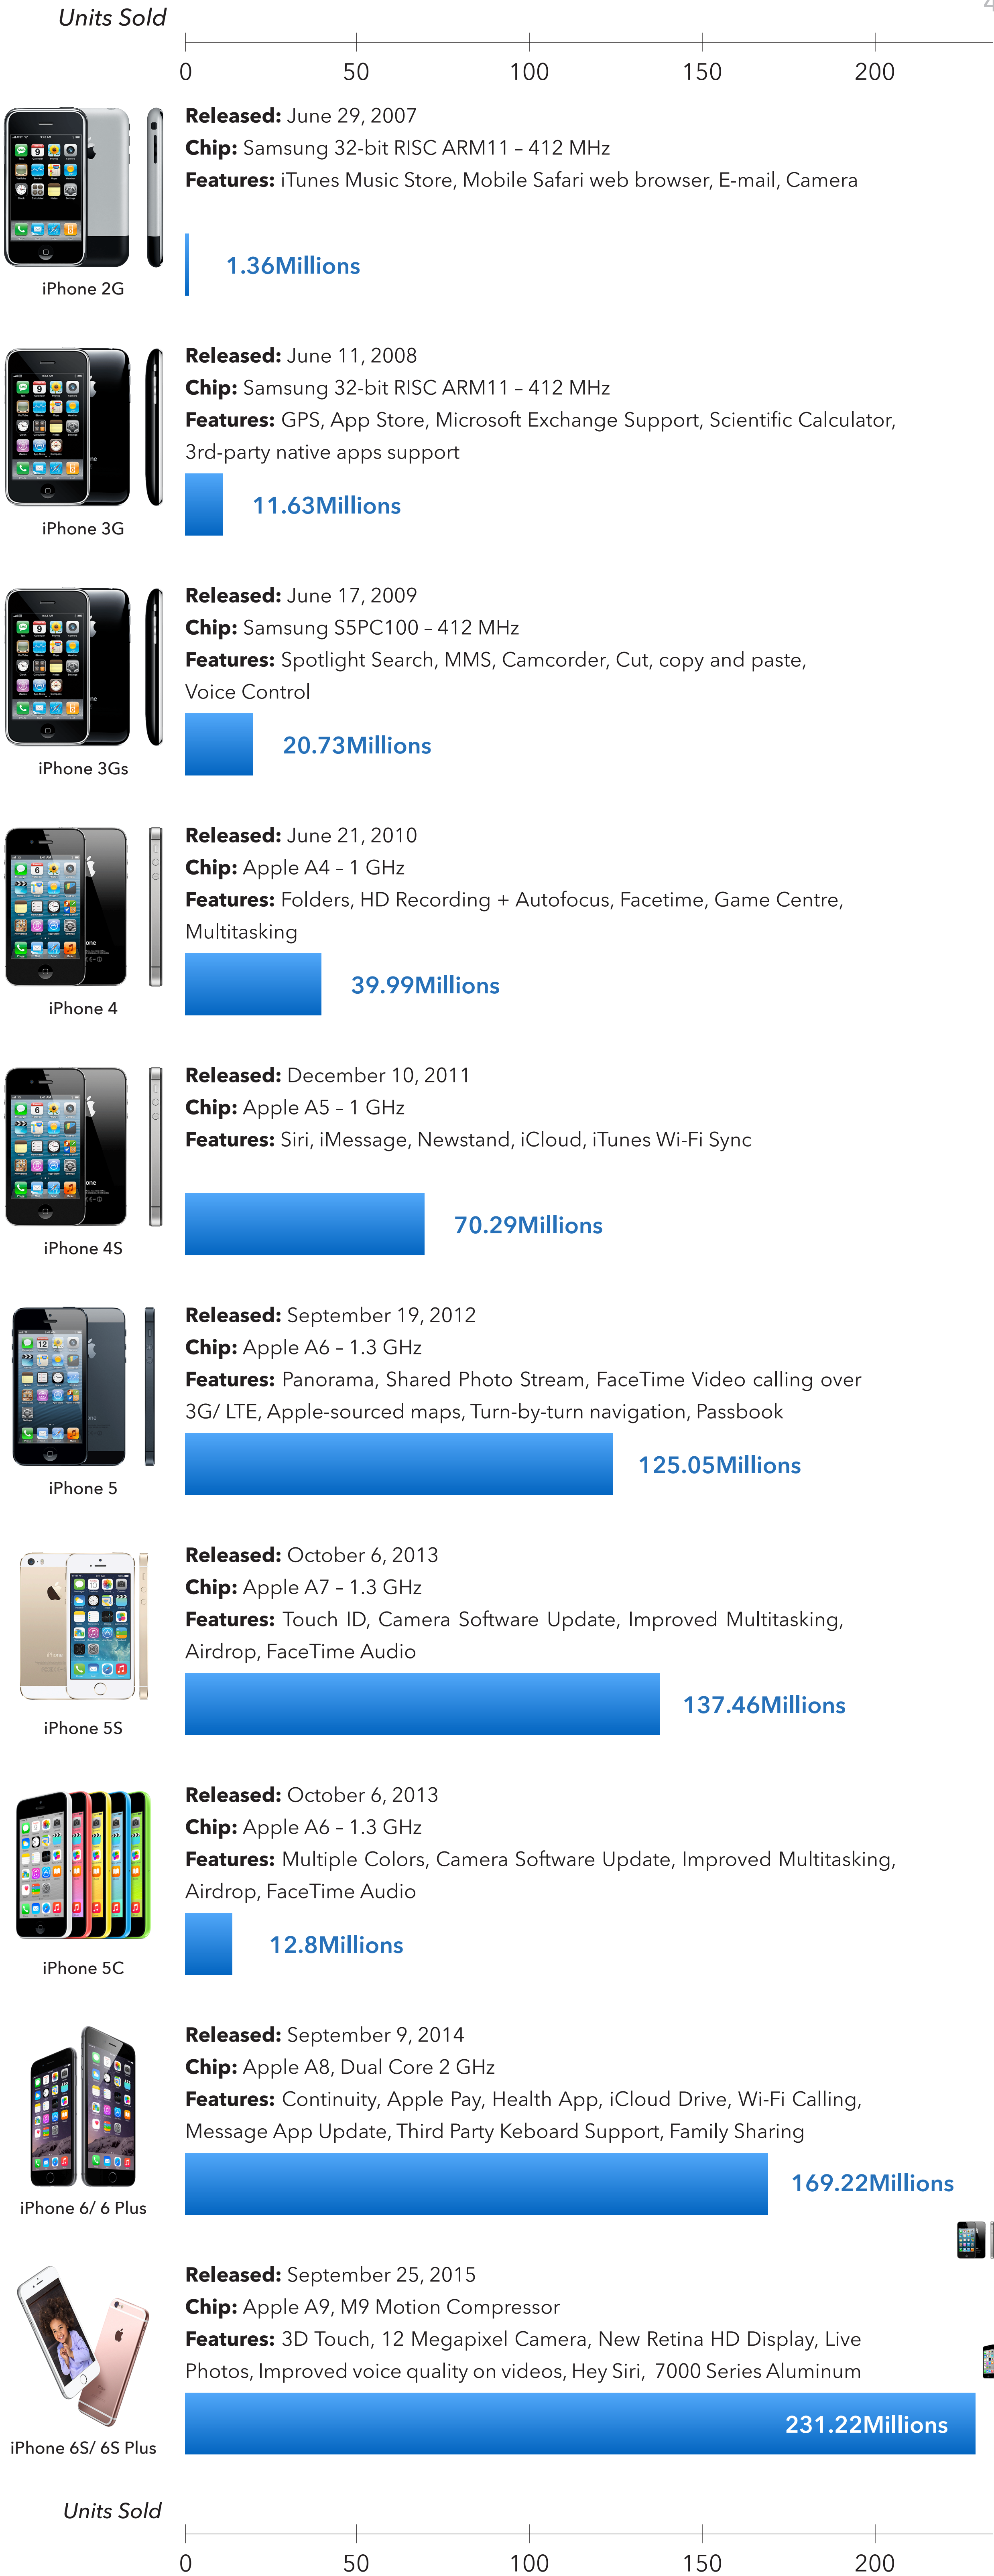 Units Sold
0 50 100 150 200
Released: June 29, 2007
Chip: Samsung 32-bit RISC ARM11 – 412 MHz
Features: iTunes Music Store, Mobile Safari web browser, E-mail, Camera
1.36Millions
iPhone 2G
Released: June 11, 2008
Chip: Samsung 32-bit RISC ARM11 – 412 MHz
Features: GPS, App Store, Microsoft Exchange Support, Scientific Calculator,
3rd-party native apps support
11.63Millions
iPhone 3G
Released: June 17, 2009
Chip: Samsung S5PC100 – 412 MHz
Features: Spotlight Search, MMS, Camcorder, Cut, copy and paste,
Voice Control
20.73Millions
iPhone 3Gs
Released: June 21, 2010
Chip: Apple A4 – 1 GHz
Features: Folders, HD Recording + Autofocus, Facetime, Game Centre,
Multitasking
39.99Millions
iPhone 4
Released: December 10, 2011
Chip: Apple A5 – 1 GHz
Features: Siri, iMessage, Newstand, iCloud, iTunes Wi-Fi Sync
70.29Millions
iPhone 4S
Released: September 19, 2012
Chip: Apple A6 – 1.3 GHz
Features: Panorama, Shared Photo Stream, FaceTime Video calling over
3G/ LTE, Apple-sourced maps, Turn-by-turn navigation, Passbook
125.05Millions
iPhone 5
Released: October 6, 2013
Chip: Apple A7 – 1.3 GHz
Features: Touch ID, Camera Software Update, Improved Multitasking,
Airdrop, FaceTime Audio
137.46Millions
iPhone 5S
Released: October 6, 2013
Chip: Apple A6 – 1.3 GHz
Features: Multiple Colors, Camera Software Update, Improved Multitasking,
Airdrop, FaceTime Audio
12.8Millions
iPhone 5C
Released: September 9, 2014
Chip: Apple A8, Dual Core 2 GHz
Features: Continuity, Apple Pay, Health App, iCloud Drive, Wi-Fi Calling,
Message App Update, Third Party Keboard Support, Family Sharing
169.22Millions
iPhone 6/ 6 Plus
Released: September 25, 2015
Chip: Apple A9, M9 Motion Compressor
Features: 3D Touch, 12 Megapixel Camera, New Retina HD Display, Live
Photos, Improved voice quality on videos, Hey Siri, 7000 Series Aluminum
231.22Millions
iPhone 6S/ 6S Plus
Units Sold
0 50 100 150 200